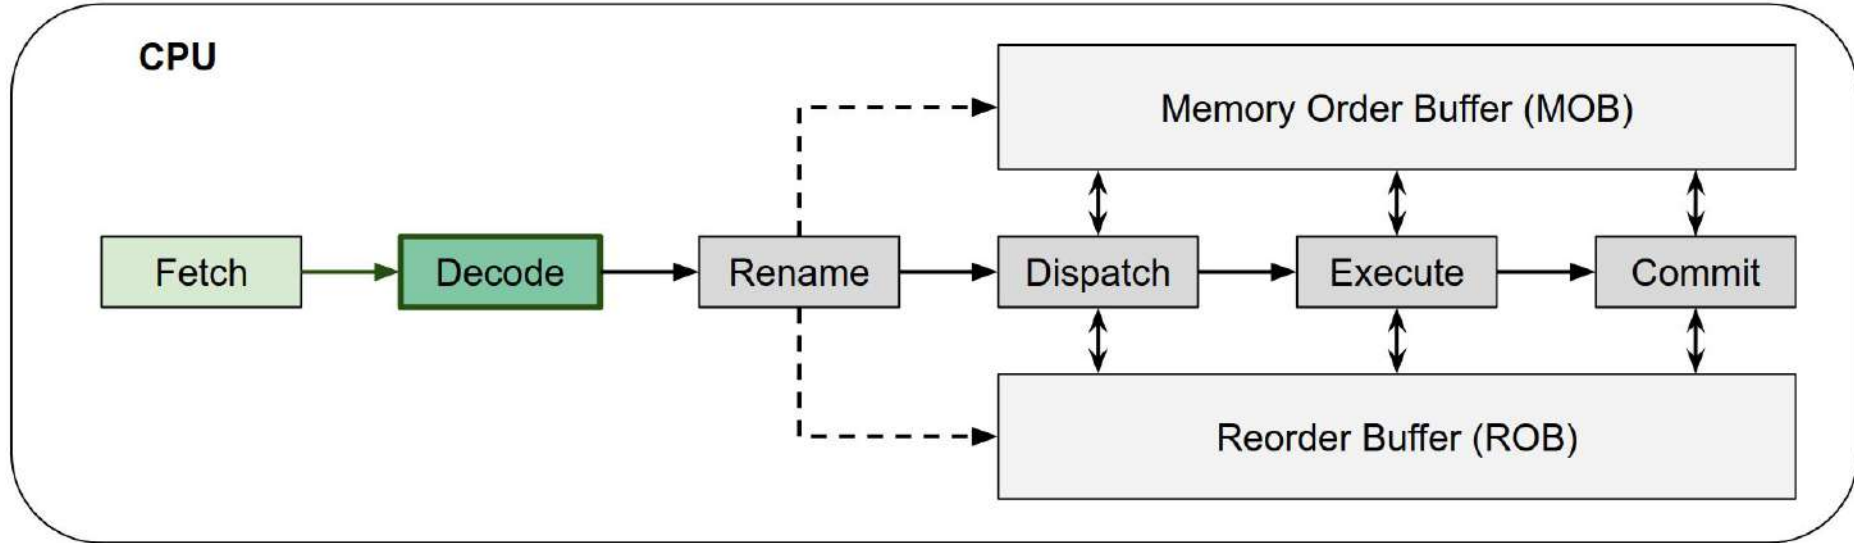 CPU
Memory Order Buffer (MOB)
Fetch
Decode
Rename
Dispatch
Execute
Commit
Reorder Buffer (ROB)